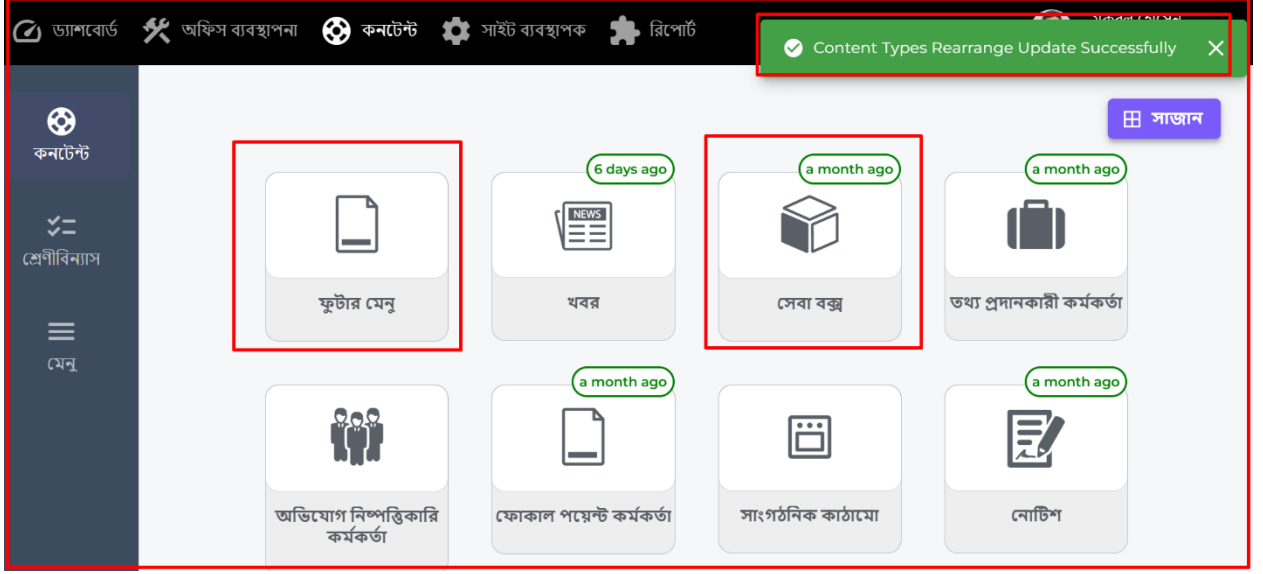 ড্যাশবোর্ড অফিস ব্যবস্থাপনা কনটেন্ট সাইট ব্যবস্থাপক রিপোর্ট
Content Types Rearrange Update Successfully
সাজান
কনটেন্ট
শ্রেণীবিন্যাস
মেনু
6 days ago a month ago a month ago
NEWS
ফুটার মেনু খবর সেবা বক্স তথ্য প্রদানকারী কর্মকর্তা
a month ago a month ago
অভিযোগ নিষ্পত্তিকারি ফোকাল পয়েন্ট কর্মকর্তা সাংগঠনিক কাঠামো নোটিশ
কর্মকর্তা